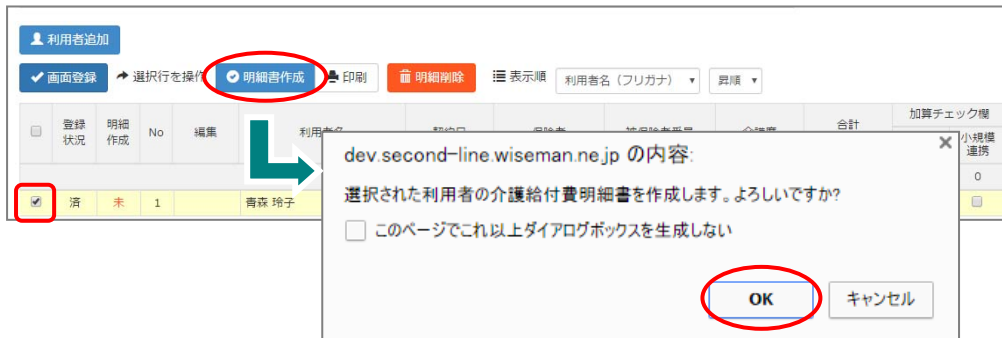 利用者追加
画面登録 選択行を操作 明細書作成 印刷 明細削除 表示順 利用者名（フリガナ） 昇順
登録状況 明細作成 No 編集 合計 加算チェック欄
小規模連携
0
済 未 1 青森 玲子
dev.second-line.wiseman.ne.jp の内容:
選択された利用者の介護給付費明細書を作成します。よろしいですか?
このページでこれ以上ダイアログボックスを生成しない
OK キャンセル